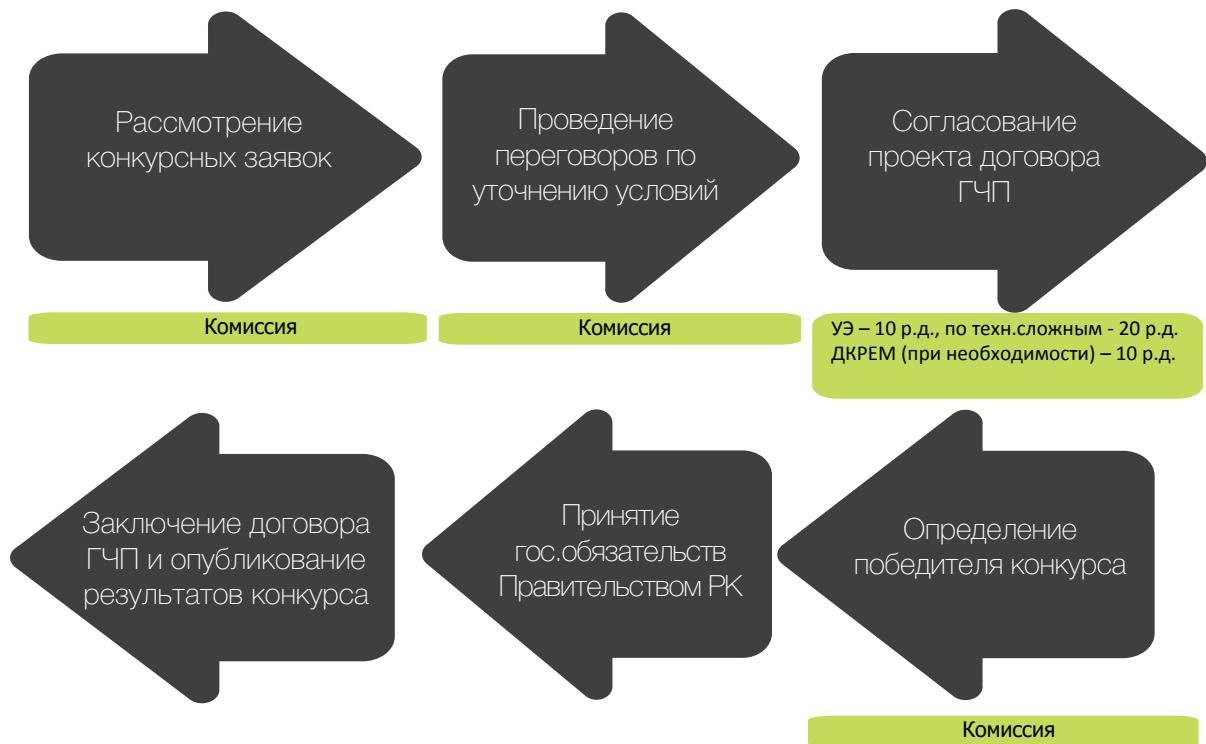 Рассмотрение
конкурсных заявок
Комиссия
Проведение
переговоров по
уточнению условий
Комиссия
Согласование
проекта договора
ГЧП
УЭ – 10 р.д., по техн.сложным - 20 р.д.
ДКРЕМ (при необходимости) – 10 р.д.
Определение
победителя конкурса
Комиссия
Принятие
гос.обязательств
Правительством РК
Заключение договора
ГЧП и опубликование
результатов конкурса